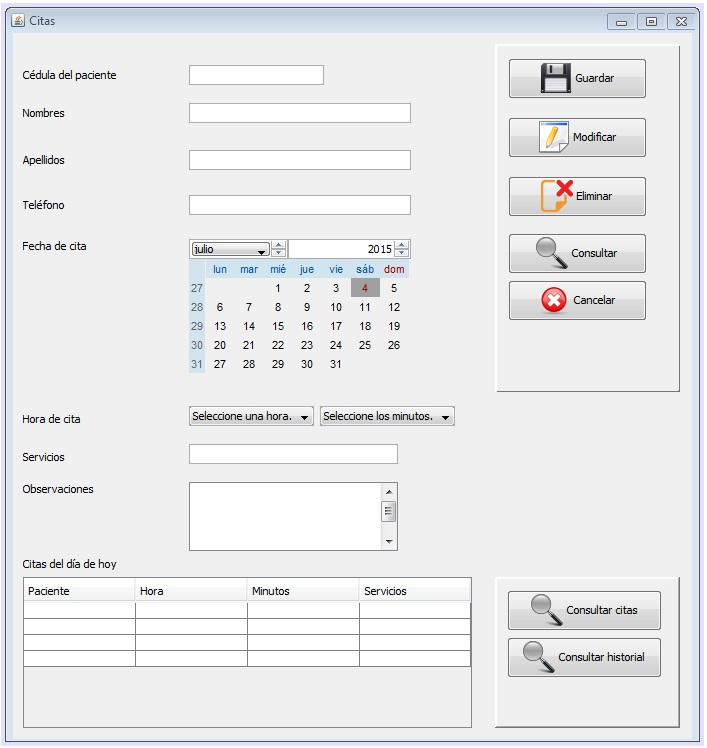 Citas
Cédula del paciente
Nombres
Apellidos
Teléfono
Fecha de cita
julio 2015
lun mar mié jue vie sáb dom
27 1 2 3 4 5
28 6 7 8 9 10 11 12
29 13 14 15 16 17 18 19
30 20 21 22 23 24 25 26
31 27 28 29 30 31
Hora de cita Seleccione una hora. Seleccione los minutos.
Servicios
Observaciones
Guardar
Modificar
Eliminar
Consultar
Cancelar
Citas del día de hoy
Paciente Hora Minutos Servicios
Consultar citas
Consultar historial